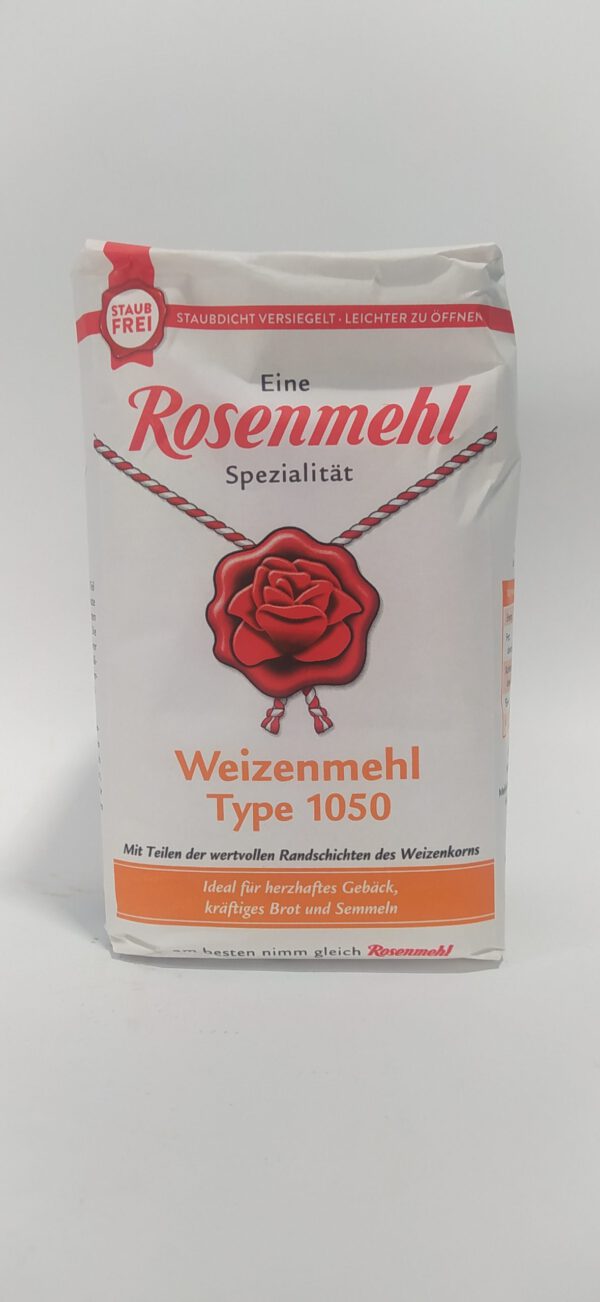 STAUB
FREI
STAUBDICHT VERSIEGELT · LEICHTER ZU ÖFFNEN
Eine
Rosenmehl
Spezialität
Weizenmehl
Type 1050
Mit Teilen der wertvollen Randschichten des Weizenkorns
Ideal für herzhaftes Gebäck,
kräftiges Brot und Semmeln
am besten nimm gleich Rosenmehl